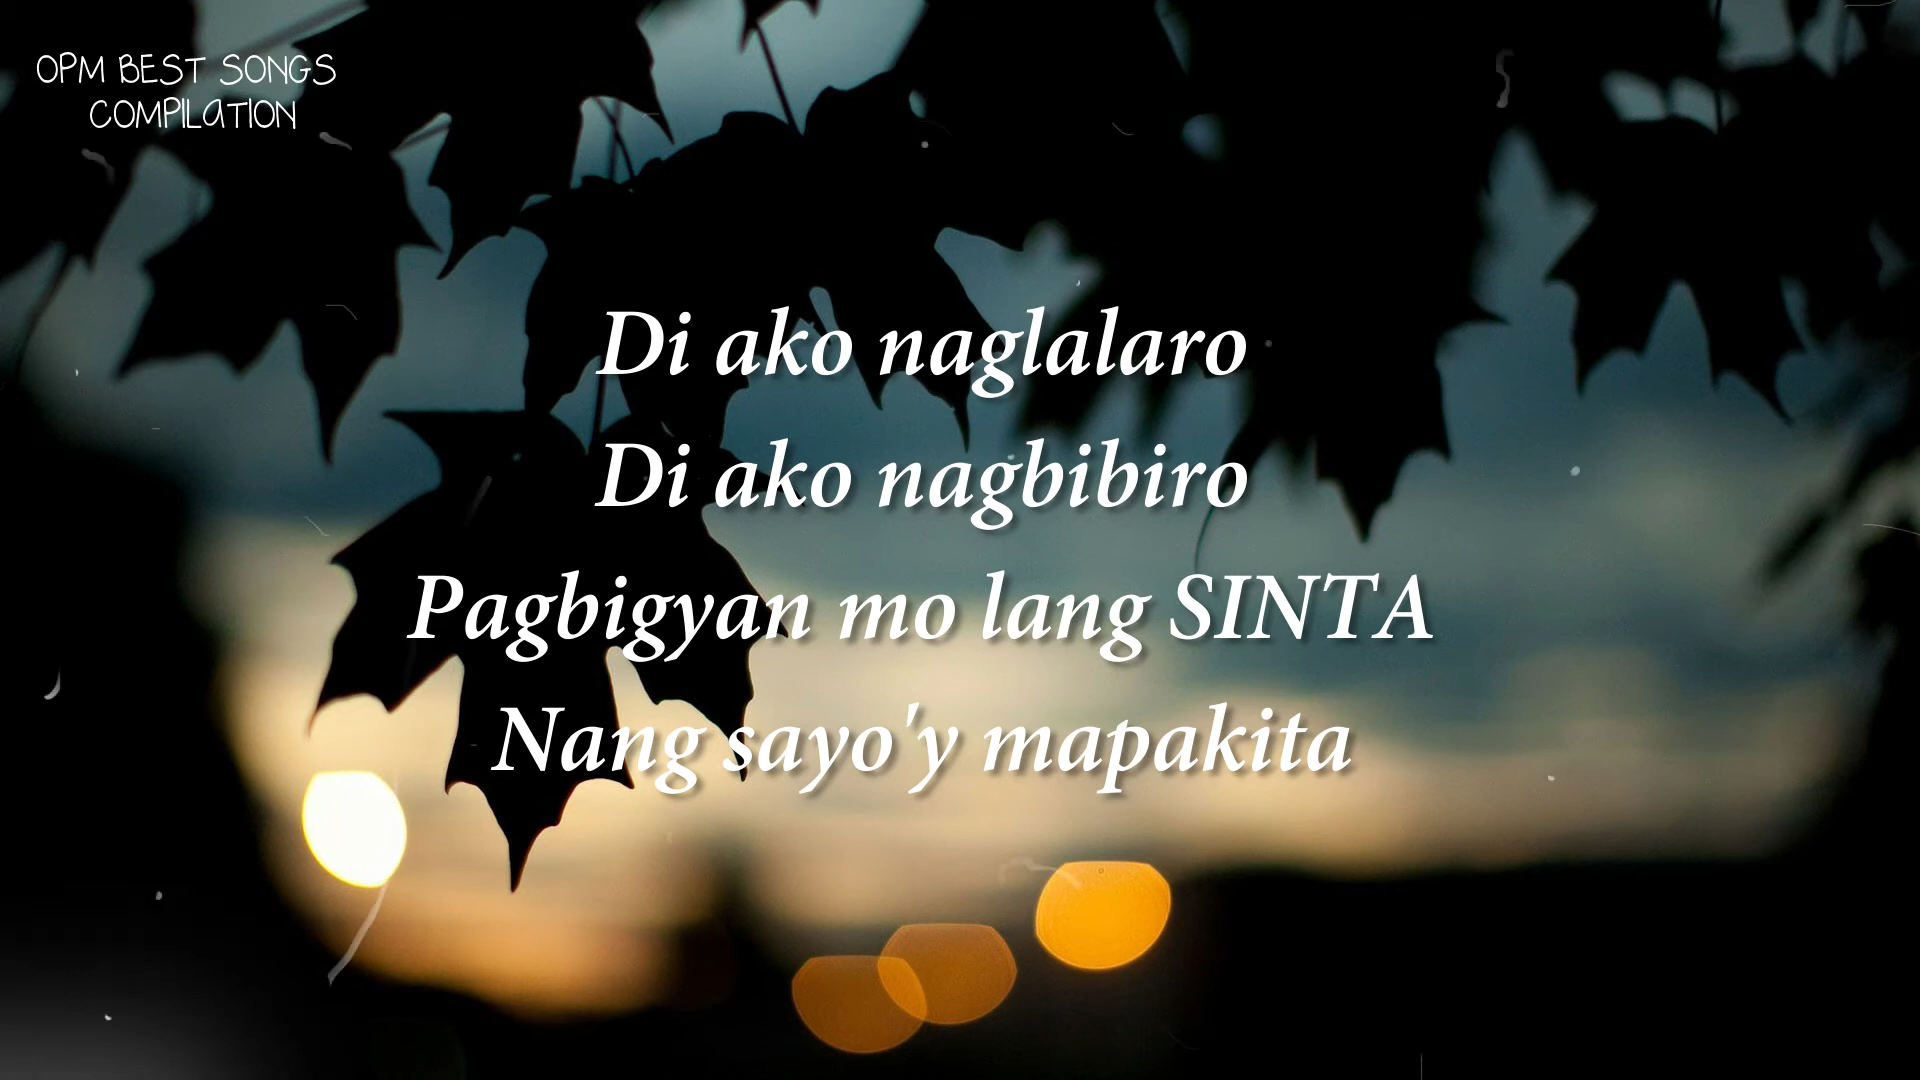 OPM BEST SONGS
COMPILATION
Di ako naglalaro
Di ako nagbibiro
Pagbigyan mo lang SINTA
Nang sayo'y mapakita